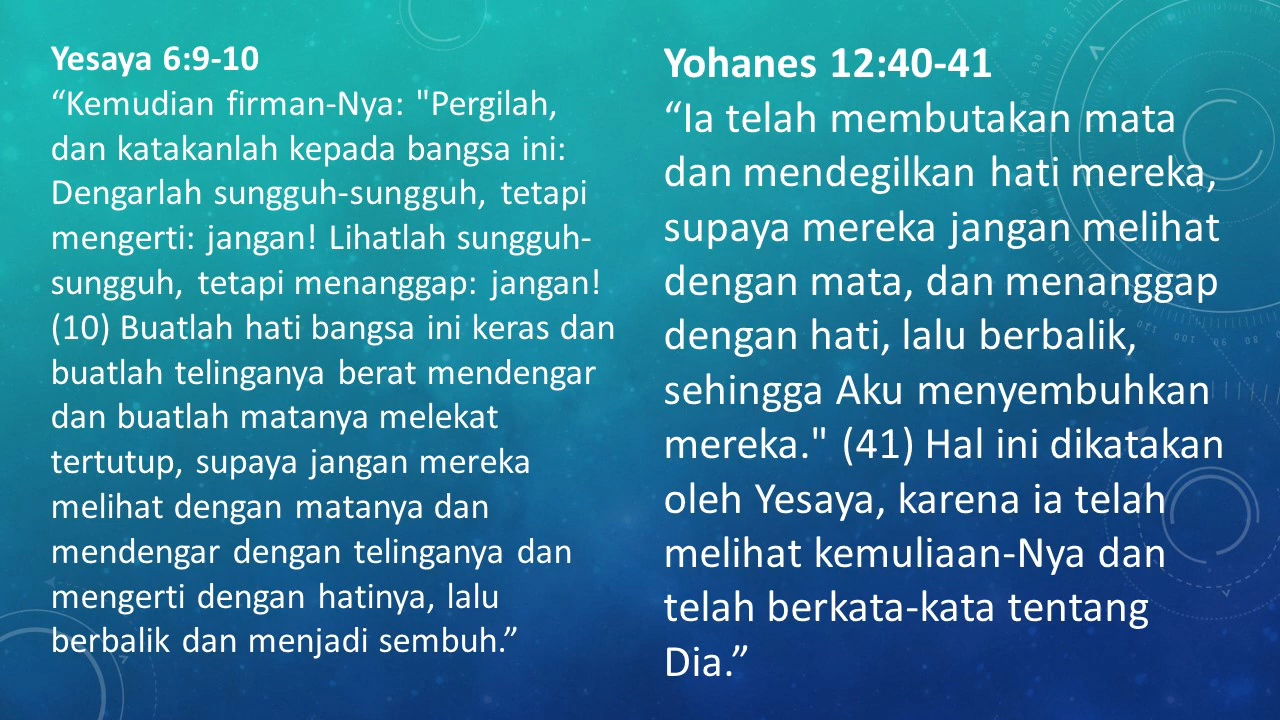 Yesaya 6:9-10
“Kemudian firman-Nya: "Pergilah,
dan katakanlah kepada bangsa ini:
Dengarlah sungguh-sungguh, tetapi
mengerti: jangan! Lihatlah sungguh-
sungguh, tetapi menanggap: jangan!
(10) Buatlah hati bangsa ini keras dan
buatlah telinganya berat mendengar
dan buatlah matanya melekat
tertutup, supaya jangan mereka
melihat dengan matanya dan
mendengar dengan telinganya dan
mengerti dengan hatinya, lalu
berbalik dan menjadi sembuh.”
Yohanes 12:40-41
“Ia telah membutakan mata
dan mendegilkan hati mereka,
supaya mereka jangan melihat
dengan mata, dan menanggap
dengan hati, lalu berbalik,
sehingga Aku menyembuhkan
mereka." (41) Hal ini dikatakan
oleh Yesaya, karena ia telah
melihat kemuliaan-Nya dan
telah berkata-kata tentang
Dia.”